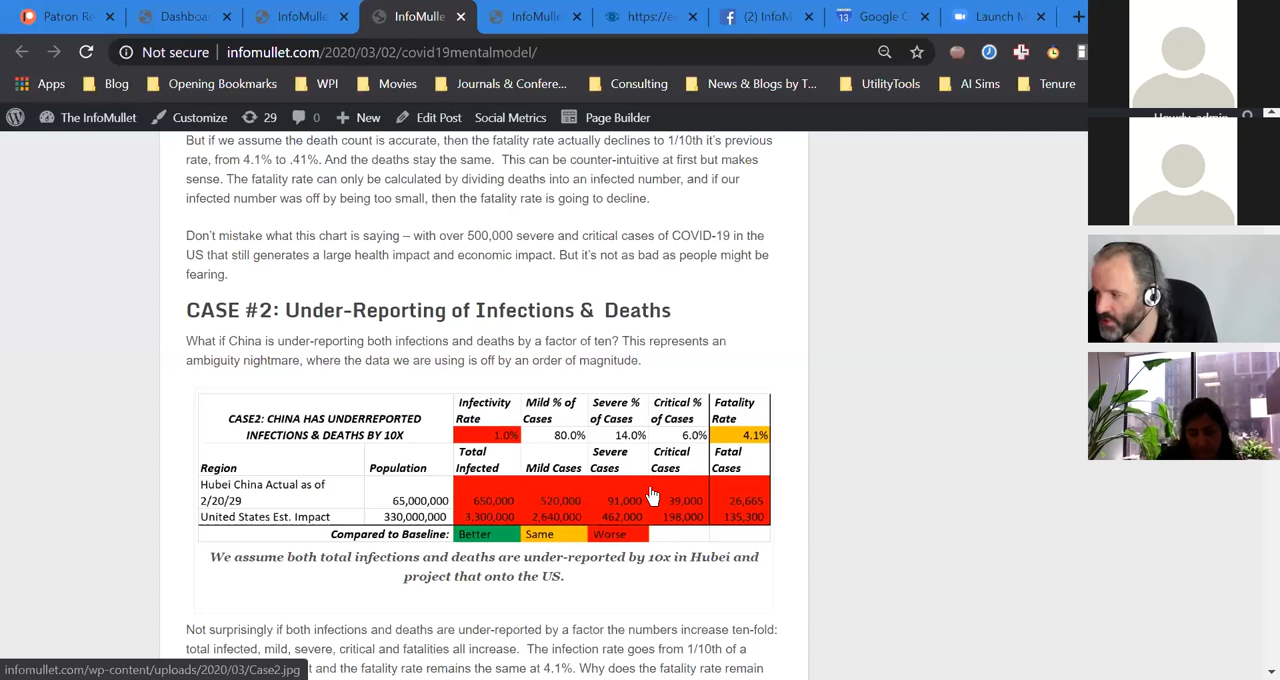 Patron Re
Dashboa
InfoMulle
InfoMulle
InfoMulle
https://e
(2) InfoM
Google C
Launch M
Not secure
infomullet.com/2020/03/02/covid19mentalmodel/
Apps
Blog
Opening Bookmarks
WPI
Movies
Journals & Confere...
Consulting
News & Blogs by T...
UtilityTools
AI Sims
Tenure
The InfoMullet
Customize
29
0
New
Edit Post
Social Metrics
Page Builder
But if we assume the death count is accurate, then the fatality rate actually declines to 1/10th it's previous
rate, from 4.1% to .41%. And the deaths stay the same. This can be counter-intuitive at first but makes
sense. The fatality rate can only be calculated by dividing deaths into an infected number, and if our
infected number was off by being too small, then the fatality rate is going to decline.
Don't mistake what this chart is saying – with over 500,000 severe and critical cases of COVID-19 in the
US that still generates a large health impact and economic impact. But it's not as bad as people might be
fearing.
CASE #2: Under-Reporting of Infections & Deaths
What if China is under-reporting both infections and deaths by a factor of ten? This represents an
ambiguity nightmare, where the data we are using is off by an order of magnitude.
CASE2: CHINA HAS UNDERREPORTED
INFECTIONS & DEATHS BY 10X
Infectivity Rate
Mild % of Cases
Severe % of Cases
Critical % of Cases
Fatality Rate
1.0% 80.0% 14.0% 6.0% 4.1%
Region
Population
Total Infected
Mild Cases
Severe Cases
Critical Cases
Fatal Cases
Hubei China Actual as of
2/20/29 65,000,000 650,000 520,000 91,000 39,000 26,665
United States Est. Impact 330,000,000 3,300,000 2,640,000 462,000 198,000 135,300
Compared to Baseline: Better Same Worse
We assume both total infections and deaths are under-reported by 10x in Hubei and
project that onto the US.
Not surprisingly if both infections and deaths are under-reported by a factor the numbers increase ten-fold:
total infected, mild, severe, critical and fatalities all increase. The infection rate goes from 1/10th of a
t and the fatality rate remains the same at 4.1%. Why does the fatality rate remain
infomullet.com/wp-content/uploads/2020/03/Case2.jpg